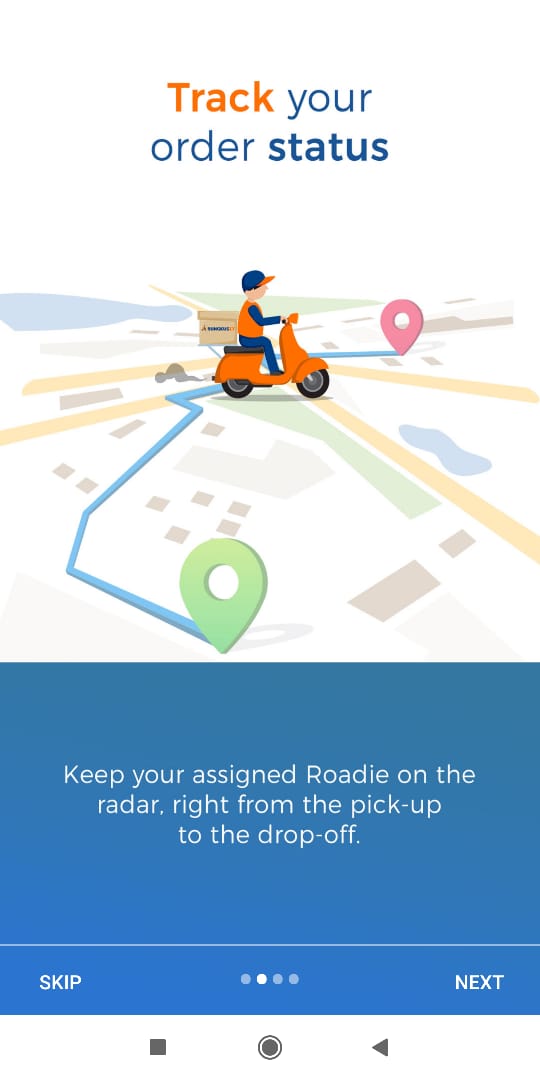 Track your
order status
Keep your assigned Roadie on the
radar, right from the pick-up
to the drop-off.
SKIP
NEXT